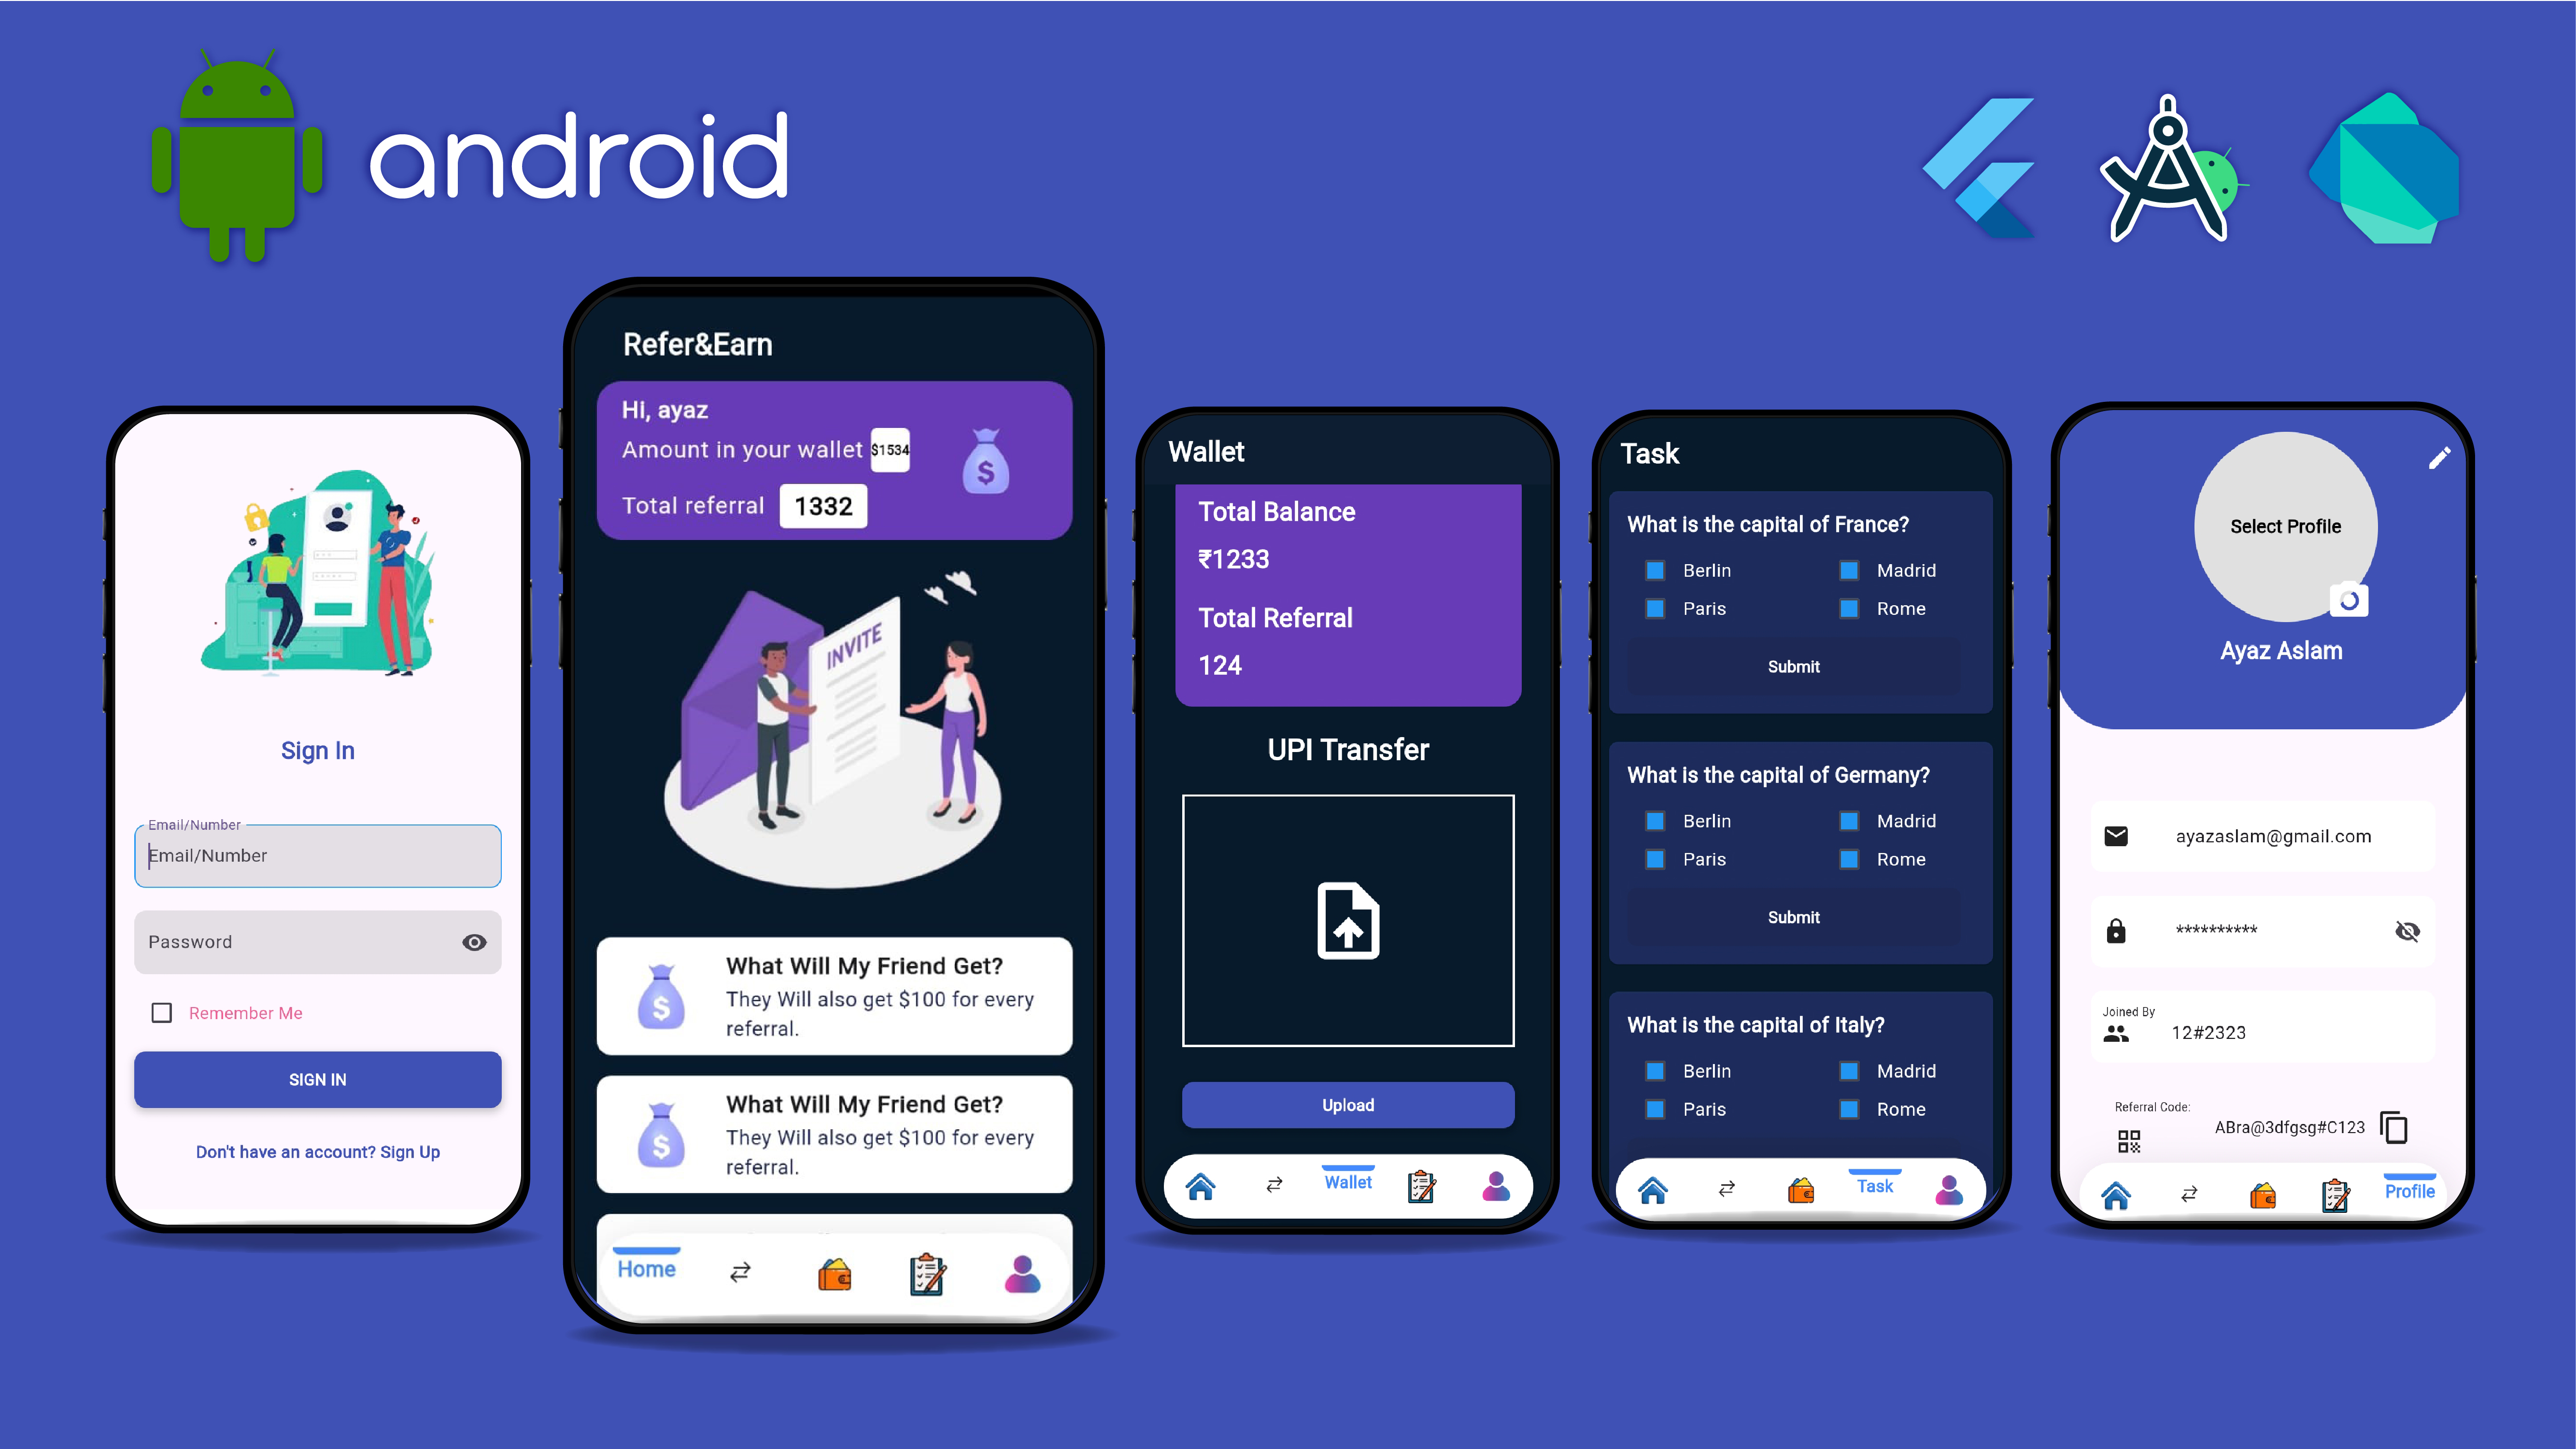 android
Sign In
Email/Number
Email/Number
Password
Remember Me
SIGN IN
Don't have an account? Sign Up
Refer&Earn
Hi, ayaz
Amount in your wallet $1534
Total referral 1332
INVITE
What Will My Friend Get?
They Will also get $100 for every
referral.
What Will My Friend Get?
They Will also get $100 for every
referral.
Home
Wallet
Total Balance
₹1233
Total Referral
124
UPI Transfer
Upload
Wallet
Task
What is the capital of France?
Berlin Madrid
Paris Rome
Submit
What is the capital of Germany?
Berlin Madrid
Paris Rome
Submit
What is the capital of Italy?
Berlin Madrid
Paris Rome
Task
Select Profile
Ayaz Aslam
ayazaslam@gmail.com
**********
Joined By
12#2323
Referral Code:
ABra@3dfgsg#C123
Profile